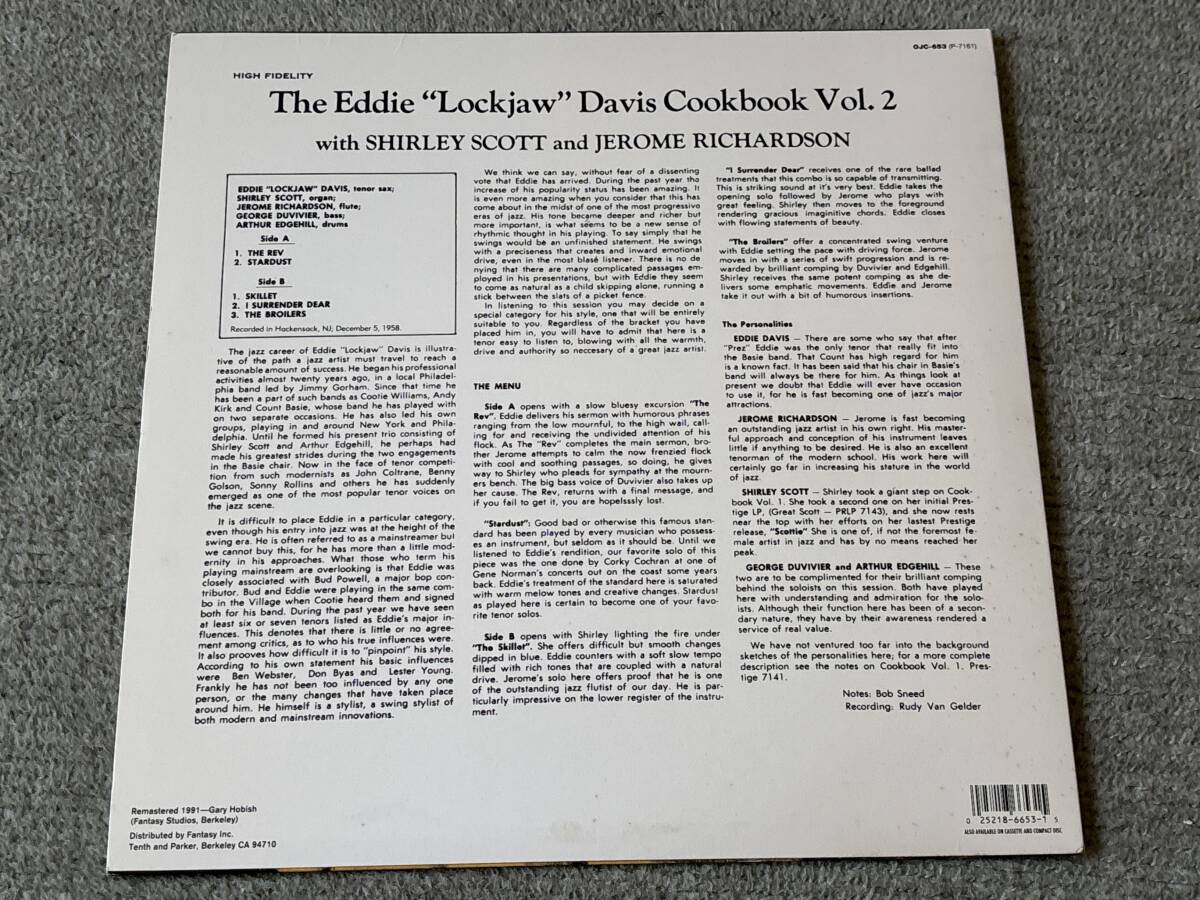 OJC-653 (P-7161)
HIGH FIDELITY
The Eddie “Lockjaw” Davis Cookbook Vol. 2
with SHIRLEY SCOTT and JEROME RICHARDSON
EDDIE "LOCKJAW" DAVIS, tenor sax;
SHIRLEY SCOTT, organ;
JEROME RICHARDSON, flute;
GEORGE DUVIVIER, bass;
ARTHUR EDGEHILL, drums
Side A
1. THE REV
2. STARDUST
Side B
1. SKILLET
2. I SURRENDER DEAR
3. THE BROILERS
Recorded in Hackensack, NJ; December 5, 1958.
The jazz career of Eddie "Lockjaw" Davis is illustra-
tive of the path a jazz artist must travel to reach a
reasonable amount of success. He began his professional
activities almost twenty years ago, in a local Philadel-
phia band led by Jimmy Gorham. Since that time he
has been a part of such bands as Cootie Williams, Andy
Kirk and Count Basie, whose band he has played with
on two separate occasions. He has also led his own
groups, playing in and around New York and Phila-
delphia. Until he formed his present trio consisting of
Shirley Scott and Arthur Edgehill, he perhaps had
made his greatest strides during the two engagements
in the Basie chair. Now in the face of tenor competi-
tion from such modernists as John Coltrane, Benny
Golson, Sonny Rollins and others he has suddenly
emerged as one of the most popular tenor voices on
the jazz scene.
It is difficult to place Eddie in a particular category,
even though his entry into jazz was at the height of the
swing era. He is often referred to as a mainstreamer but
we cannot buy this, for he has more than a little mod-
ernity in his approaches. What those who term his
playing mainstream are overlooking is that Eddie was
closely associated with Bud Powell, a major bop con-
tributor. Bud and Eddie were playing in the same com-
bo in the Village when Cootie heard them and signed
both for his band. During the past year we have seen
at least six or seven tenors listed as Eddie's major in-
fluences. This denotes that there is little or no agree-
ment among critics, as to who his true influences were.
It also prooves how difficult it is to "pinpoint" his style.
According to his own statement his basic influences
were Ben Webster, Don Byas and Lester Young.
Frankly he has not been too influenced by any one
person, or the many changes that have taken place
around him. He himself is a stylist, a swing stylist of
both modern and mainstream innovations.
Remastered 1991—Gary Hobish
(Fantasy Studios, Berkeley)
Distributed by Fantasy Inc.
Tenth and Parker, Berkeley CA 94710
We think we can say, without fear of a dissenting
vote that Eddie has arrived. During the past year the
increase of his popularity status has been amazing. It
is even more amazing when you consider that this has
come about in the midst of one of the most progressive
eras of jazz. His tone became deeper and richer but
more important, is what seems to be a new sense of
rhythmic thought in his playing. To say simply that he
swings would be an unfinished statement. He swings
with a preciseness that creates and inward emotional
drive, even in the most blasé listener. There is no de-
nying that there are many complicated passages em-
ployed in his presentations, but with Eddie they seem
to come as natural as a child skipping alone, running a
stick between the slats of a picket fence.
In listening to this session you may decide on a
special category for his style, one that will be entirely
suitable to you. Regardless of the bracket you have
placed him in, you will have to admit that here is a
tenor easy to listen to, blowing with all the warmth,
drive and authority so neccesary of a great jazz artist.
THE MENU
Side A opens with a slow bluesy excursion "The
Rev". Eddie delivers his sermon with humorous phrases
ranging from the low mournful, to the high wail, call-
ing for and receiving the undivided attention of his
flock. As The "Rev" completes the main sermon, bro-
ther Jerome attempts to calm the now frenzied flock
with cool and soothing passages, so doing, he gives
way to Shirley who pleads for sympathy at the mourn-
ers bench. The big bass voice of Duvivier also takes up
her cause. The Rev, returns with a final message, and
if you fail to get it, you are hopelsssly lost.
"Stardust": Good bad or otherwise this famous stan-
dard has been played by every musician who possess-
es an instrument, but seldom as it should be. Until we
listened to Eddie's rendition, our favorite solo of this
piece was the one done by Corky Cochran at one of
Gene Norman's concerts out on the coast some years
back. Eddie's treatment of the standard here is saturated
with warm melow tones and creative changes. Stardust
as played here is certain to become one of your favo-
rite tenor solos.
Side B opens with Shirley lighting the fire under
"The Skillet". She offers difficult but smooth changes
dipped in blue. Eddie counters with a soft slow tempo
filled with rich tones that are coupled with a natural
drive. Jerome's solo here offers proof that he is one
of the outstanding jazz flutist of our day. He is par-
ticularly impressive on the lower register of the instru-
ment.
"I Surrender Dear" receives one of the rare ballad
treatments that this combo is so capable of transmitting.
This is striking sound at it's very best. Eddie takes the
opening solo followed by Jerome who plays with
great feeling. Shirley then moves to the foreground
rendering gracious imaginitive chords. Eddie closes
with flowing statements of beauty.
"The Broilers" offer a concentrated swing venture
with Eddie setting the pace with driving force. Jerome
moves in with a series of swift progression and is re-
warded by brilliant comping by Duvivier and Edgehill.
Shirley receives the same potent comping as she de-
livers some emphatic movements. Eddie and Jerome
take it out with a bit of humorous insertions.
The Personalities
EDDIE DAVIS — There are some who say that after
"Prez" Eddie was the only tenor that really fit into
the Basie band. That Count has high regard for him
is a known fact. It has been said that his chair in Basie's
band will always be there for him. As things look at
present we doubt that Eddie will ever have occasion
to use it, for he is fast becoming one of jazz's major
attractions.
JEROME RICHARDSON — Jerome is fast becoming
an outstanding jazz artist in his own right. His master-
ful approach and conception of his instrument leaves
little if anything to be desired. He is also an excellent
tenorman of the modern school. His work here will
certainly go far in increasing his stature in the world
of jazz.
SHIRLEY SCOTT — Shirley took a giant step on Cook-
book Vol. 1. She took a second one on her initial Pres-
tige LP, (Great Scott — PRLP 7143), and she now rests
near the top with her efforts on her lastest Prestige
release, "Scottie" She is one of, if not the foremost fe-
male artist in jazz and has by no means reached her
peak.
GEORGE DUVIVIER and ARTHUR EDGEHILL — These
two are to be complimented for their brilliant comping
behind the soloists on this session. Both have played
here with understanding and admiration for the solo-
ists. Although their function here has been of a secon-
dary nature, they have by their awareness rendered a
service of real value.
We have not ventured too far into the background
sketches of the personalities here; for a more complete
description see the notes on Cookbook Vol. 1. Pres-
tige 7141.
Notes: Bob Sneed
Recording: Rudy Van Gelder
0 25218-6653-1 5
ALSO AVAILABLE ON CASSETTE AND COMPACT DISC